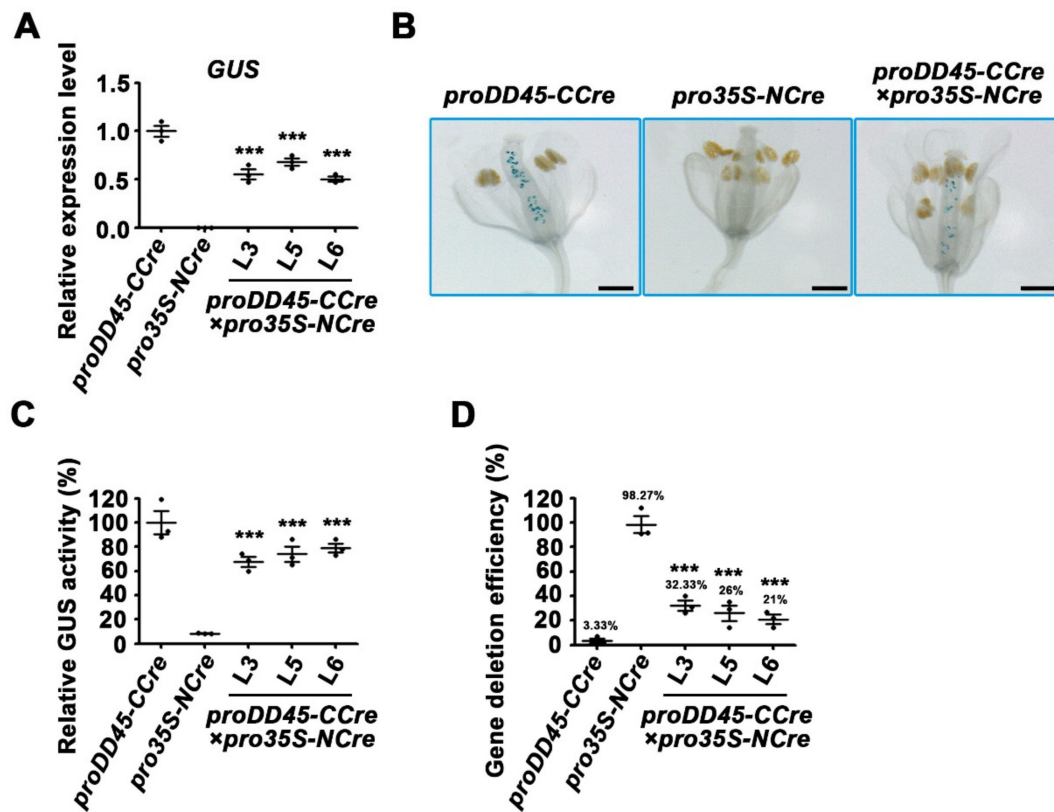 A
GUS
Relative expression level
1.5
1.0
0.5
0.0
***
***
***
proDD45-CCre
pro35S-NCre
L3
L5
L6
proDD45-CCre
×pro35S-NCre
B
proDD45-CCre
pro35S-NCre
proDD45-CCre
×pro35S-NCre
C
Relative GUS activity (%)
120
100
80
60
40
20
0
***
***
***
proDD45-CCre
pro35S-NCre
L3
L5
L6
proDD45-CCre
×pro35S-NCre
D
Gene deletion efficiency (%)
120
100
80
60
40
20
0
3.33%
98.27%
***
32.33%
***
26%
***
21%
proDD45-CCre
pro35S-NCre
L3
L5
L6
proDD45-CCre
×pro35S-NCre